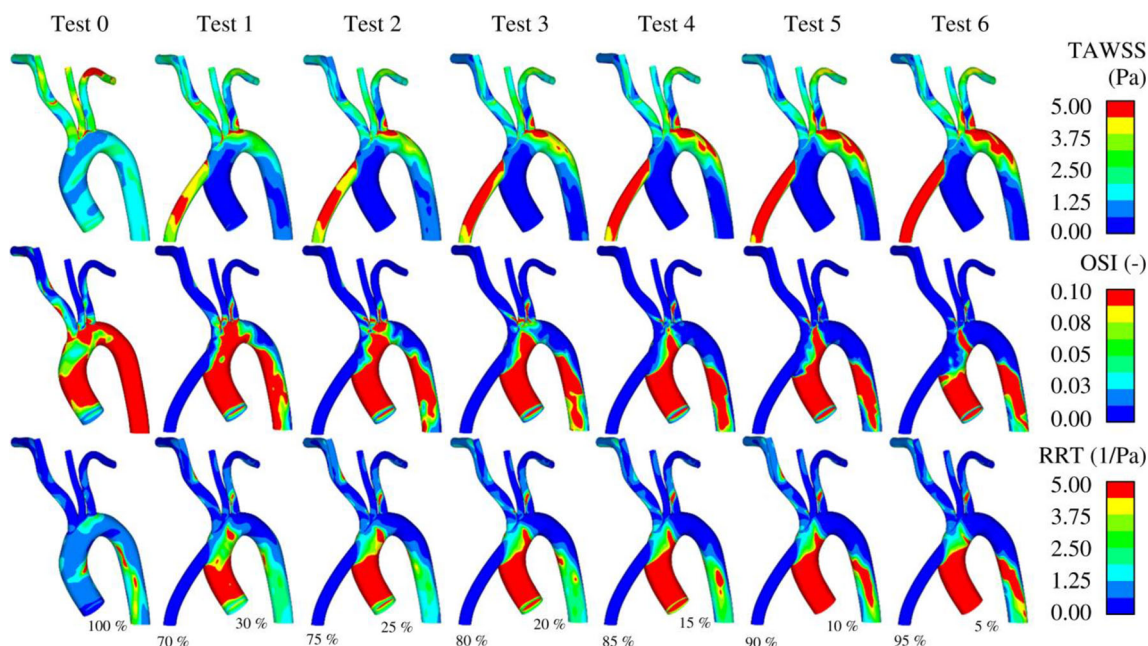 Test 0 Test 1 Test 2 Test 3 Test 4 Test 5 Test 6
TAWSS
(Pa)
5.00
3.75
2.50
1.25
0.00
OSI (-)
0.10
0.08
0.05
0.03
0.00
RRT (1/Pa)
5.00
3.75
2.50
1.25
0.00
100 % 30 % 25 % 20 % 15 % 10 % 5 %
70 % 75 % 80 % 85 % 90 % 95 %